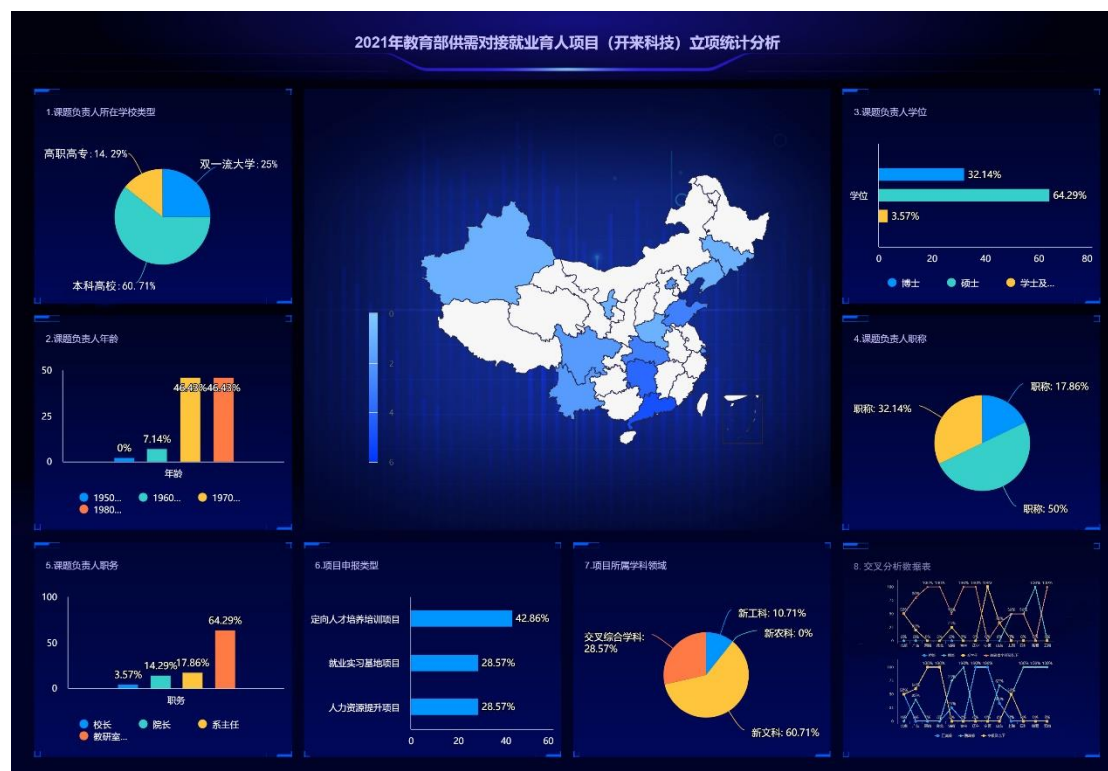 2021年教育部供需对接就业育人项目（开来科技）立项统计分析
1.课题负责人所在学校类型
高职高专:14.29%
双一流大学:25%
本科高校:60.71%
2.课题负责人年龄
50
25
0
0%
7.14%
46.43%
46.43%
年龄
1950...
1960...
1970...
1980...
0
2
4
6
3.课题负责人学位
学位
32.14%
64.29%
3.57%
0 20 40 60 80
博士
硕士
学士及...
4.课题负责人职称
职称: 17.86%
职称: 32.14%
职称: 50%
5.课题负责人职务
100
50
0
3.57%
14.29%
17.86%
64.29%
职务
校长
院长
系主任
教研室...
6.项目申报类型
定向人才培养培训项目
42.86%
就业实习基地项目
28.57%
人力资源提升项目
28.57%
0 20 40 60
7.项目所属学科领域
新工科: 10.71%
新农科: 0%
交叉综合学科:
28.57%
新文科: 60.71%
8. 交叉分析数据表